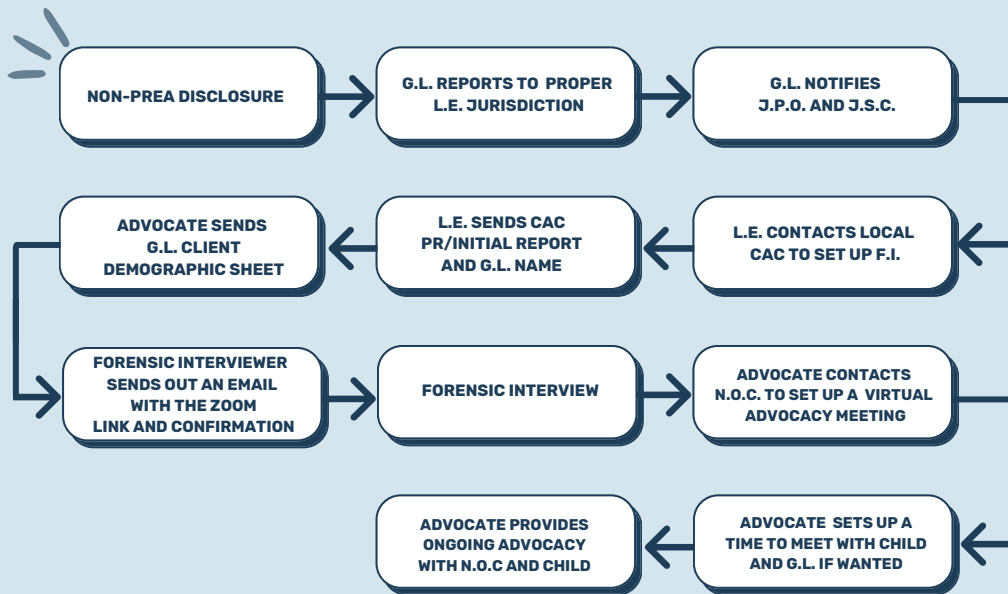 NON-PREA DISCLOSURE
G.L. REPORTS TO PROPER
L.E. JURISDICTION
G.L. NOTIFIES
J.P.O. AND J.S.C.
L.E. CONTACTS LOCAL
CAC TO SET UP F.I.
L.E. SENDS CAC
PR/INITIAL REPORT
AND G.L. NAME
ADVOCATE SENDS
G.L. CLIENT
DEMOGRAPHIC SHEET
FORENSIC INTERVIEWER
SENDS OUT AN EMAIL
WITH THE ZOOM
LINK AND CONFIRMATION
FORENSIC INTERVIEW
ADVOCATE CONTACTS
N.O.C. TO SET UP A VIRTUAL
ADVOCACY MEETING
ADVOCATE SETS UP A
TIME TO MEET WITH CHILD
AND G.L. IF WANTED
ADVOCATE PROVIDES
ONGOING ADVOCACY
WITH N.O.C AND CHILD